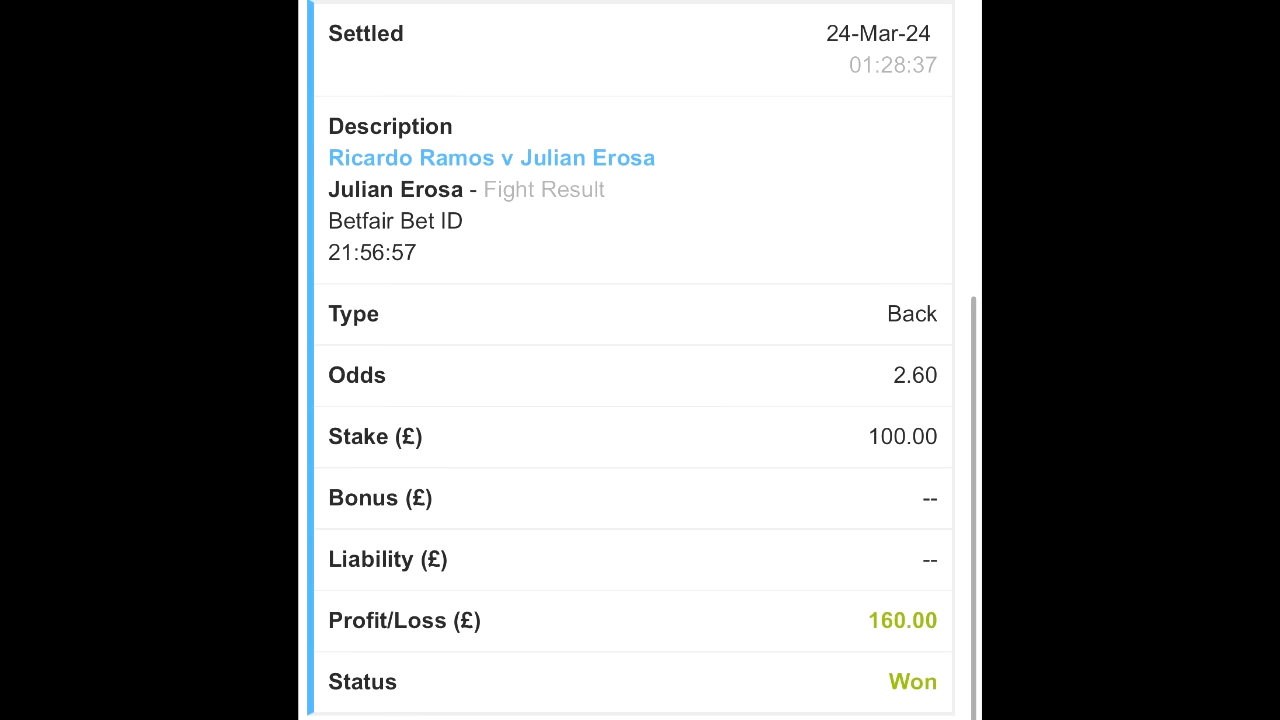 Settled 24-Mar-24
01:28:37
Description
Ricardo Ramos v Julian Erosa
Julian Erosa - Fight Result
Betfair Bet ID
21:56:57
Type Back
Odds 2.60
Stake (£) 100.00
Bonus (£) --
Liability (£) --
Profit/Loss (£) 160.00
Status Won